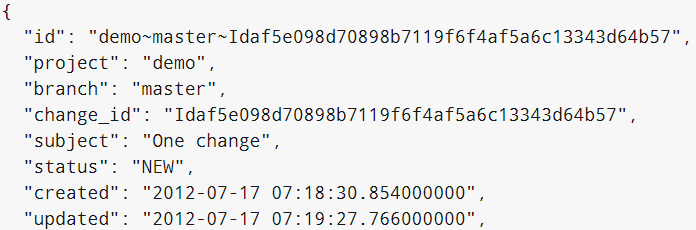 {
"id": "demo~master~Idaf5e098d70898b7119f6f4af5a6c13343d64b57",
"project": "demo",
"branch": "master",
"change_id": "Idaf5e098d70898b7119f6f4af5a6c13343d64b57",
"subject": "One change",
"status": "NEW",
"created": "2012-07-17 07:18:30.854000000",
"updated": "2012-07-17 07:19:27.766000000",